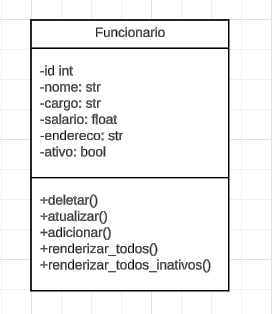 Funcionario
-id int
-nome: str
-cargo: str
-salario: float
-endereco: str
-ativo: bool
+deletar()
+atualizar()
+adicionar()
+renderizar_todos()
+renderizar_todos_inativos()